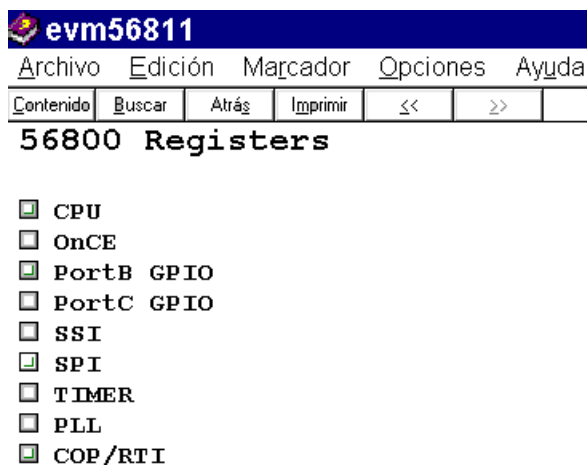 evm56811
Archivo Edición Marcador Opciones Ayuda
Contenido Buscar Atrás Imprimir << >>
56800 Registers
CPU
OnCE
PortB GPIO
PortC GPIO
SSI
SPI
TIMER
PLL
COP/RTI